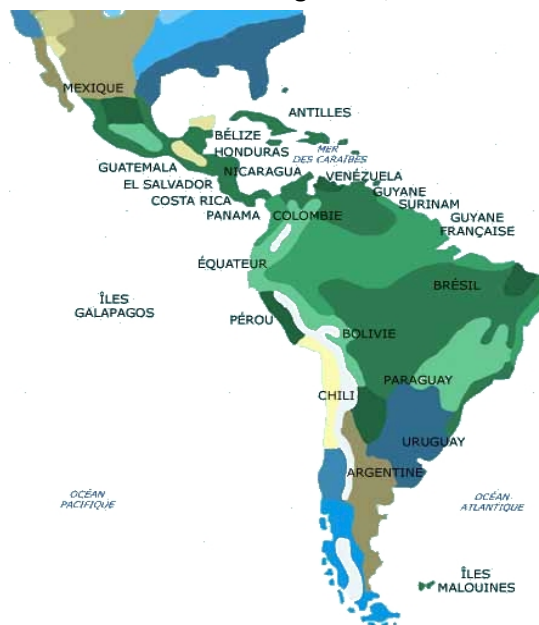 MEXIQUE
ANTILLES
BÉLIZE
HONDURAS
MER
DES CARAÏBES
GUATEMALA
NICARAGUA
VENÉZUELA
EL SALVADOR
GUYANE
COSTA RICA
SURINAM
PANAMA
COLOMBIE
GUYANE
FRANÇAISE
ÉQUATEUR
BRÉSIL
ÎLES
GALAPAGOS
PÉROU
BOLIVIE
PARAGUAY
CHILI
URUGUAY
ARGENTINE
OCÉAN
PACIFIQUE
OCÉAN
ATLANTIQUE
ÎLES
MALOUINES